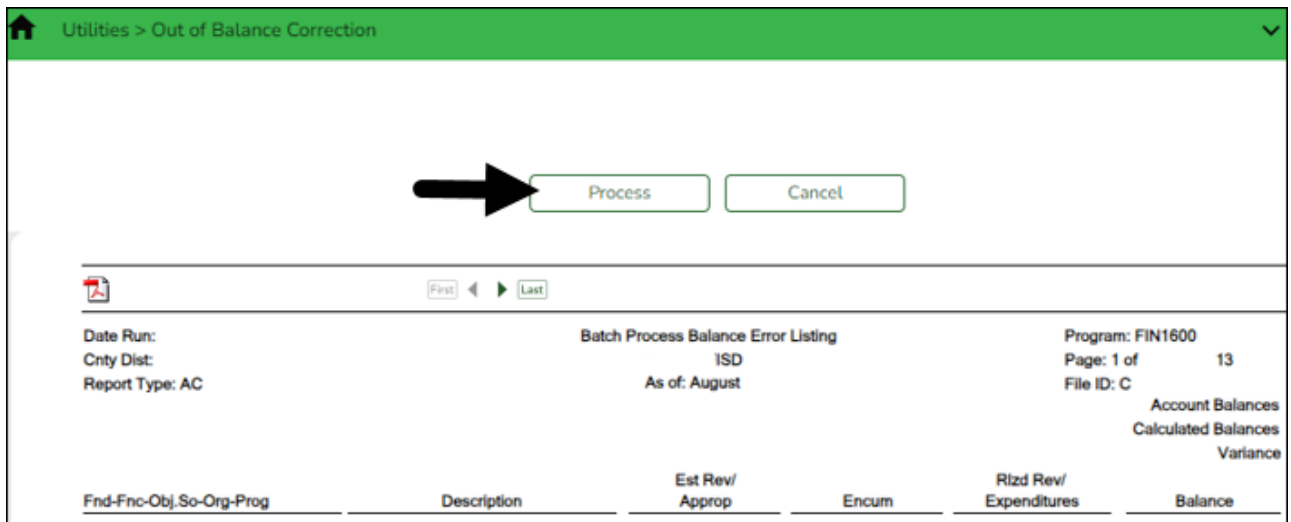 Utilities > Out of Balance Correction
Process Cancel
First Last
Date Run: Batch Process Balance Error Listing Program: FIN1600
Cnty Dist: ISD Page: 1 of 13
Report Type: AC As of: August File ID: C
Account Balances
Calculated Balances
Variance
Est Rev/ Rlzd Rev/
Fnd-Fnc-Obj.So-Org-Prog Description Approp Encum Expenditures Balance